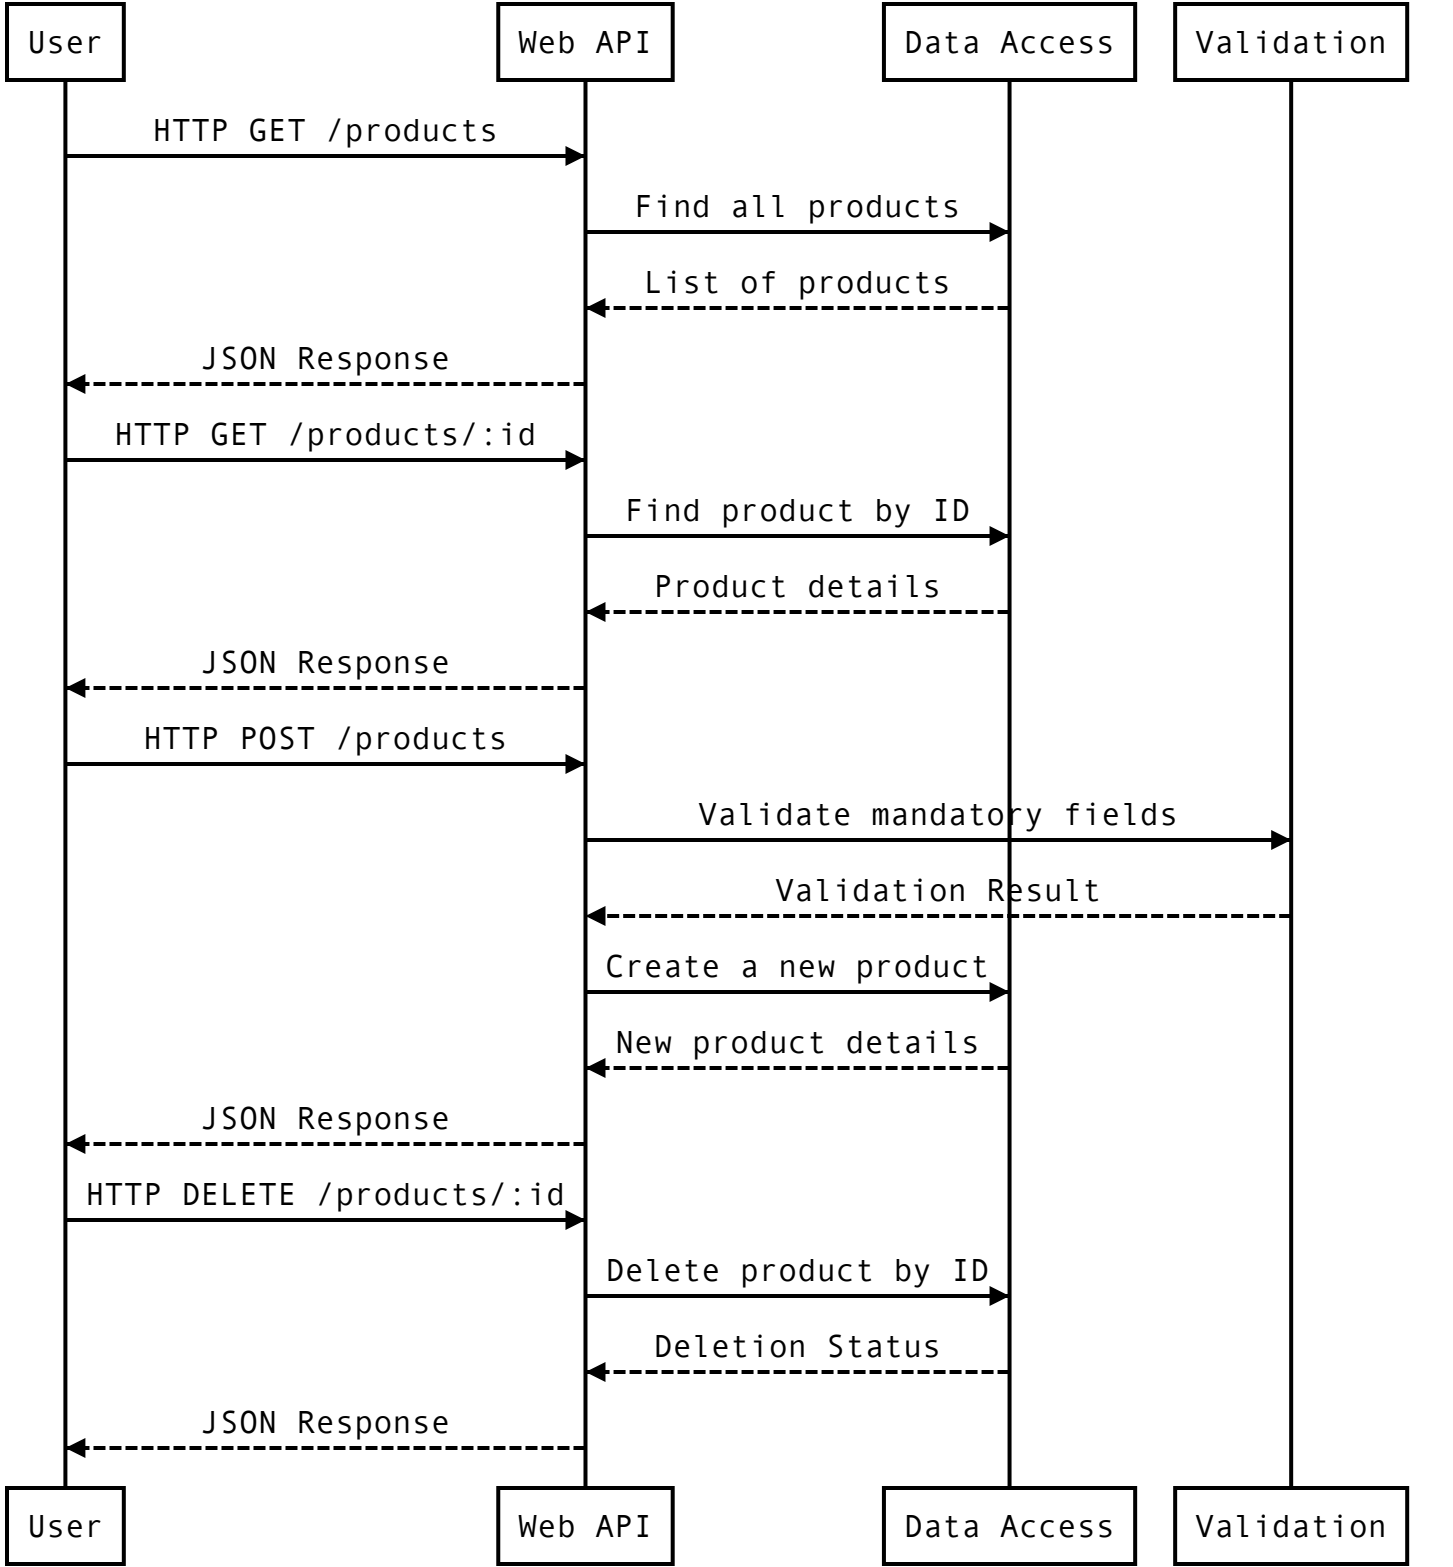 User
Web API
Data Access
Validation
HTTP GET /products
Find all products
List of products
JSON Response
HTTP GET /products/:id
Find product by ID
Product details
JSON Response
HTTP POST /products
Validate mandatory fields
Validation Result
Create a new product
New product details
JSON Response
HTTP DELETE /products/:id
Delete product by ID
Deletion Status
JSON Response
User
Web API
Data Access
Validation